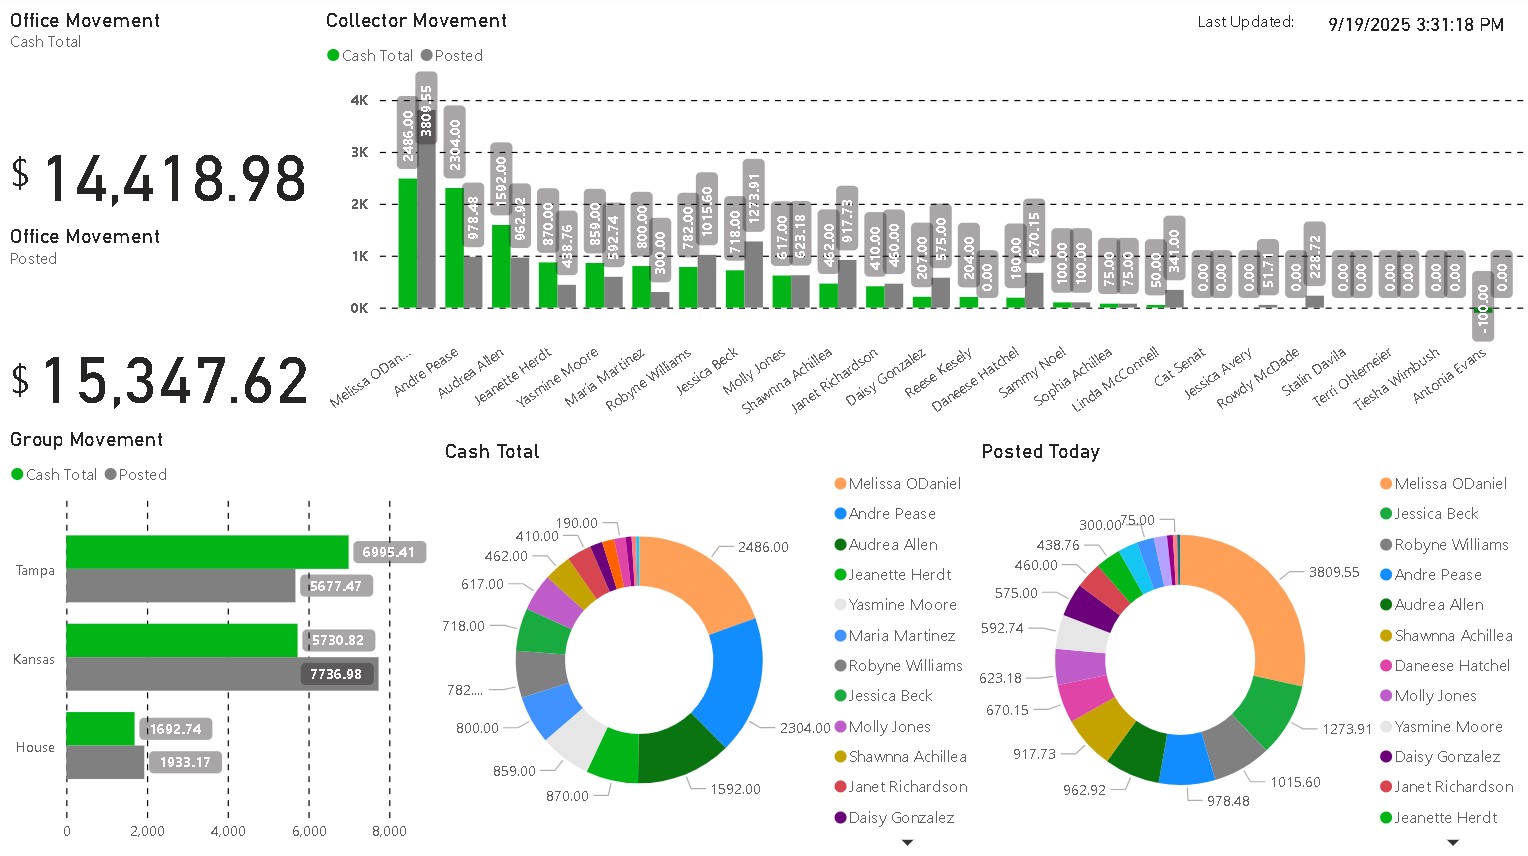 Office Movement
Cash Total
$ 14,418.98
Office Movement
Posted
$ 15,347.62
Collector Movement
Last Updated: 9/19/2025 3:31:18 PM
Cash Total Posted
4K
3K
2K
1K
0K
2486.00 3809.55 2304.00 978.48 1592.00 962.92 870.00 438.76 859.00 592.74 800.00 300.00 782.00 1015.60 718.00 1273.91 617.00 623.18 462.00 917.73 410.00 460.00 207.00 575.00 204.00 0.00 190.00 670.15 100.00 100.00 75.00 75.00 50.00 341.00 0.00 0.00 0.00 51.71 0.00 228.72 0.00 0.00 0.00 0.00 0.00 0.00 -100.00 0.00
Melissa ODan...
Andre Pease
Audrea Allen
Jeanette Herdt
Yasmine Moore
Maria Martinez
Robyne Williams
Jessica Beck
Molly Jones
Shawnna Achillea
Janet Richardson
Daisy Gonzalez
Reese Kesely
Daneese Hatchel
Sammy Noel
Sophia Achillea
Linda McConnell
Cat Senat
Jessica Avery
Rowdy McDade
Stalin Davila
Terri Ohlemeier
Tiesha Wimbush
Antonia Evans
Group Movement
Cash Total Posted
Tampa
6995.41
5677.47
Kansas
5730.82
7736.98
House
1692.74
1933.17
0 2,000 4,000 6,000 8,000
Cash Total
190.00
410.00
462.00
617.00
718.00
782....
800.00
859.00
870.00
1592.00
2304.00
2486.00
Melissa ODaniel
Andre Pease
Audrea Allen
Jeanette Herdt
Yasmine Moore
Maria Martinez
Robyne Williams
Jessica Beck
Molly Jones
Shawnna Achillea
Janet Richardson
Daisy Gonzalez
Posted Today
75.00
300.00
438.76
460.00
575.00
592.74
623.18
670.15
917.73
962.92
978.48
1015.60
1273.91
3809.55
Melissa ODaniel
Jessica Beck
Robyne Williams
Andre Pease
Audrea Allen
Shawnna Achillea
Daneese Hatchel
Molly Jones
Yasmine Moore
Daisy Gonzalez
Janet Richardson
Jeanette Herdt